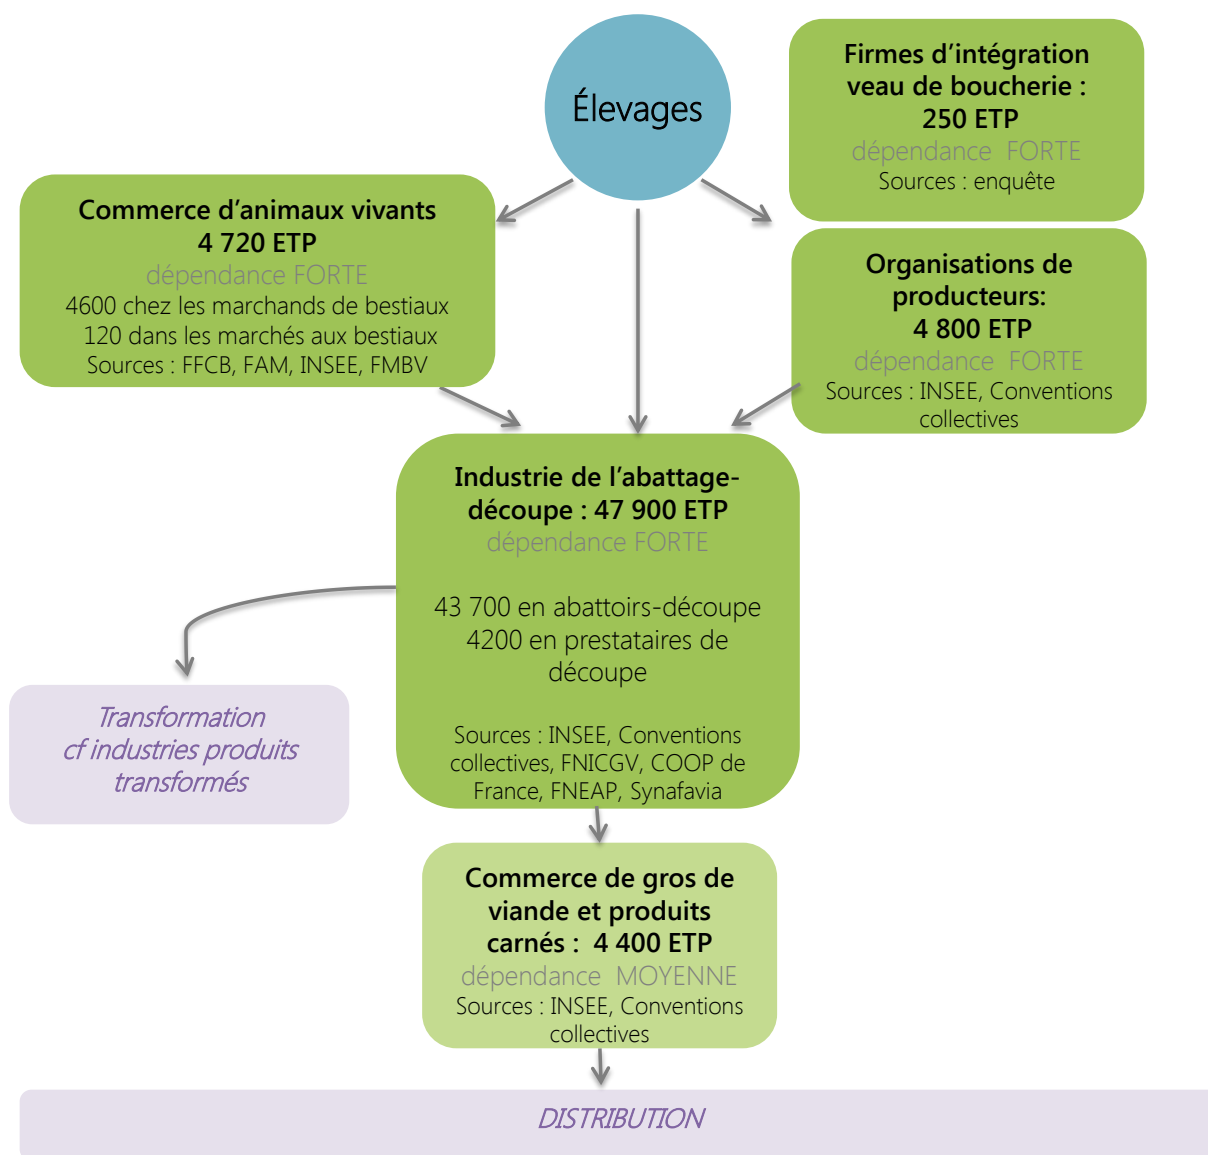 Élevages
Firmes d’intégration
veau de boucherie :
250 ETP
dépendance FORTE
Sources : enquête
Commerce d’animaux vivants
4 720 ETP
dépendance FORTE
4600 chez les marchands de bestiaux
120 dans les marchés aux bestiaux
Sources : FFCB, FAM, INSEE, FMBV
Organisations de
producteurs:
4 800 ETP
dépendance FORTE
Sources : INSEE, Conventions
collectives
Industrie de l’abattage-
découpe : 47 900 ETP
dépendance FORTE
43 700 en abattoirs-découpe
4200 en prestataires de
découpe
Sources : INSEE, Conventions
collectives, FNICGV, COOP de
France, FNEAP, Synafavia
Transformation
cf industries produits
transformés
Commerce de gros de
viande et produits
carnés : 4 400 ETP
dépendance MOYENNE
Sources : INSEE, Conventions
collectives
DISTRIBUTION